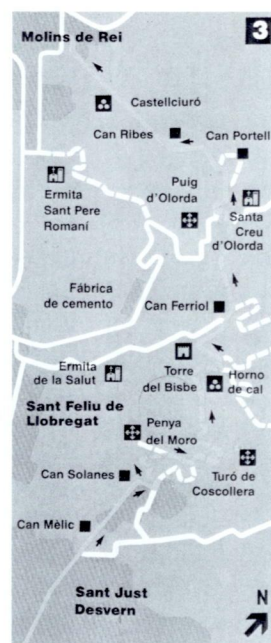 3
Molins de Rei
Castellciuró
Can Ribes
Can Portell
Ermita
Sant Pere
Romaní
Puig
d'Olorda
Santa
Creu
d'Olorda
Fábrica
de cemento
Can Ferriol
Ermita
de la Salut
Torre
del Bisbe
Horno
de cal
Sant Feliu de
Llobregat
Penya
del Moro
Can Solanes
Turó de
Coscollera
Can Mèlic
Sant Just
Desvern
N